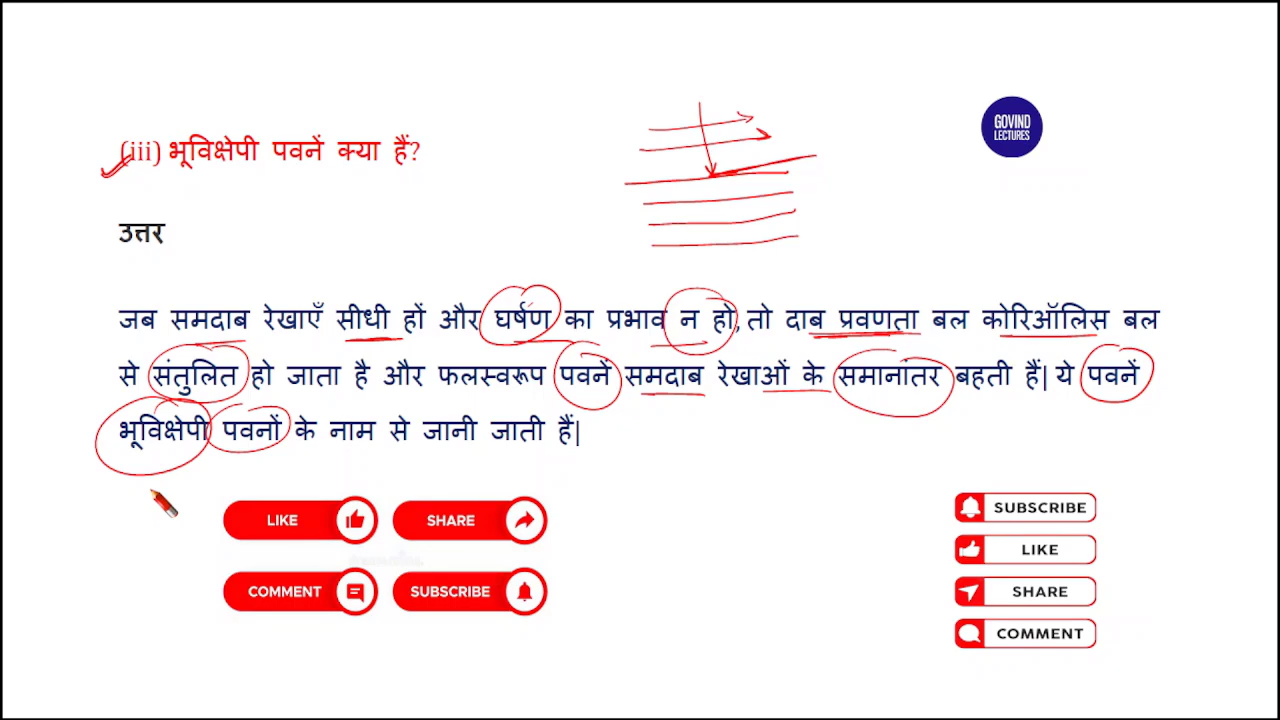 GOVIND
LECTURES
(iii) भूविक्षेपी पवनें क्या हैं?
उत्तर
जब समदाब रेखाएँ सीधी हों और घर्षण का प्रभाव न हो, तो दाब प्रवणता बल कोरिऑलिस बल
से संतुलित हो जाता है और फलस्वरूप पवनें समदाब रेखाओं के समानांतर बहती हैं| ये पवनें
भूविक्षेपी पवनों के नाम से जानी जाती हैं|
LIKE
SHARE
COMMENT
SUBSCRIBE
SUBSCRIBE
LIKE
SHARE
COMMENT